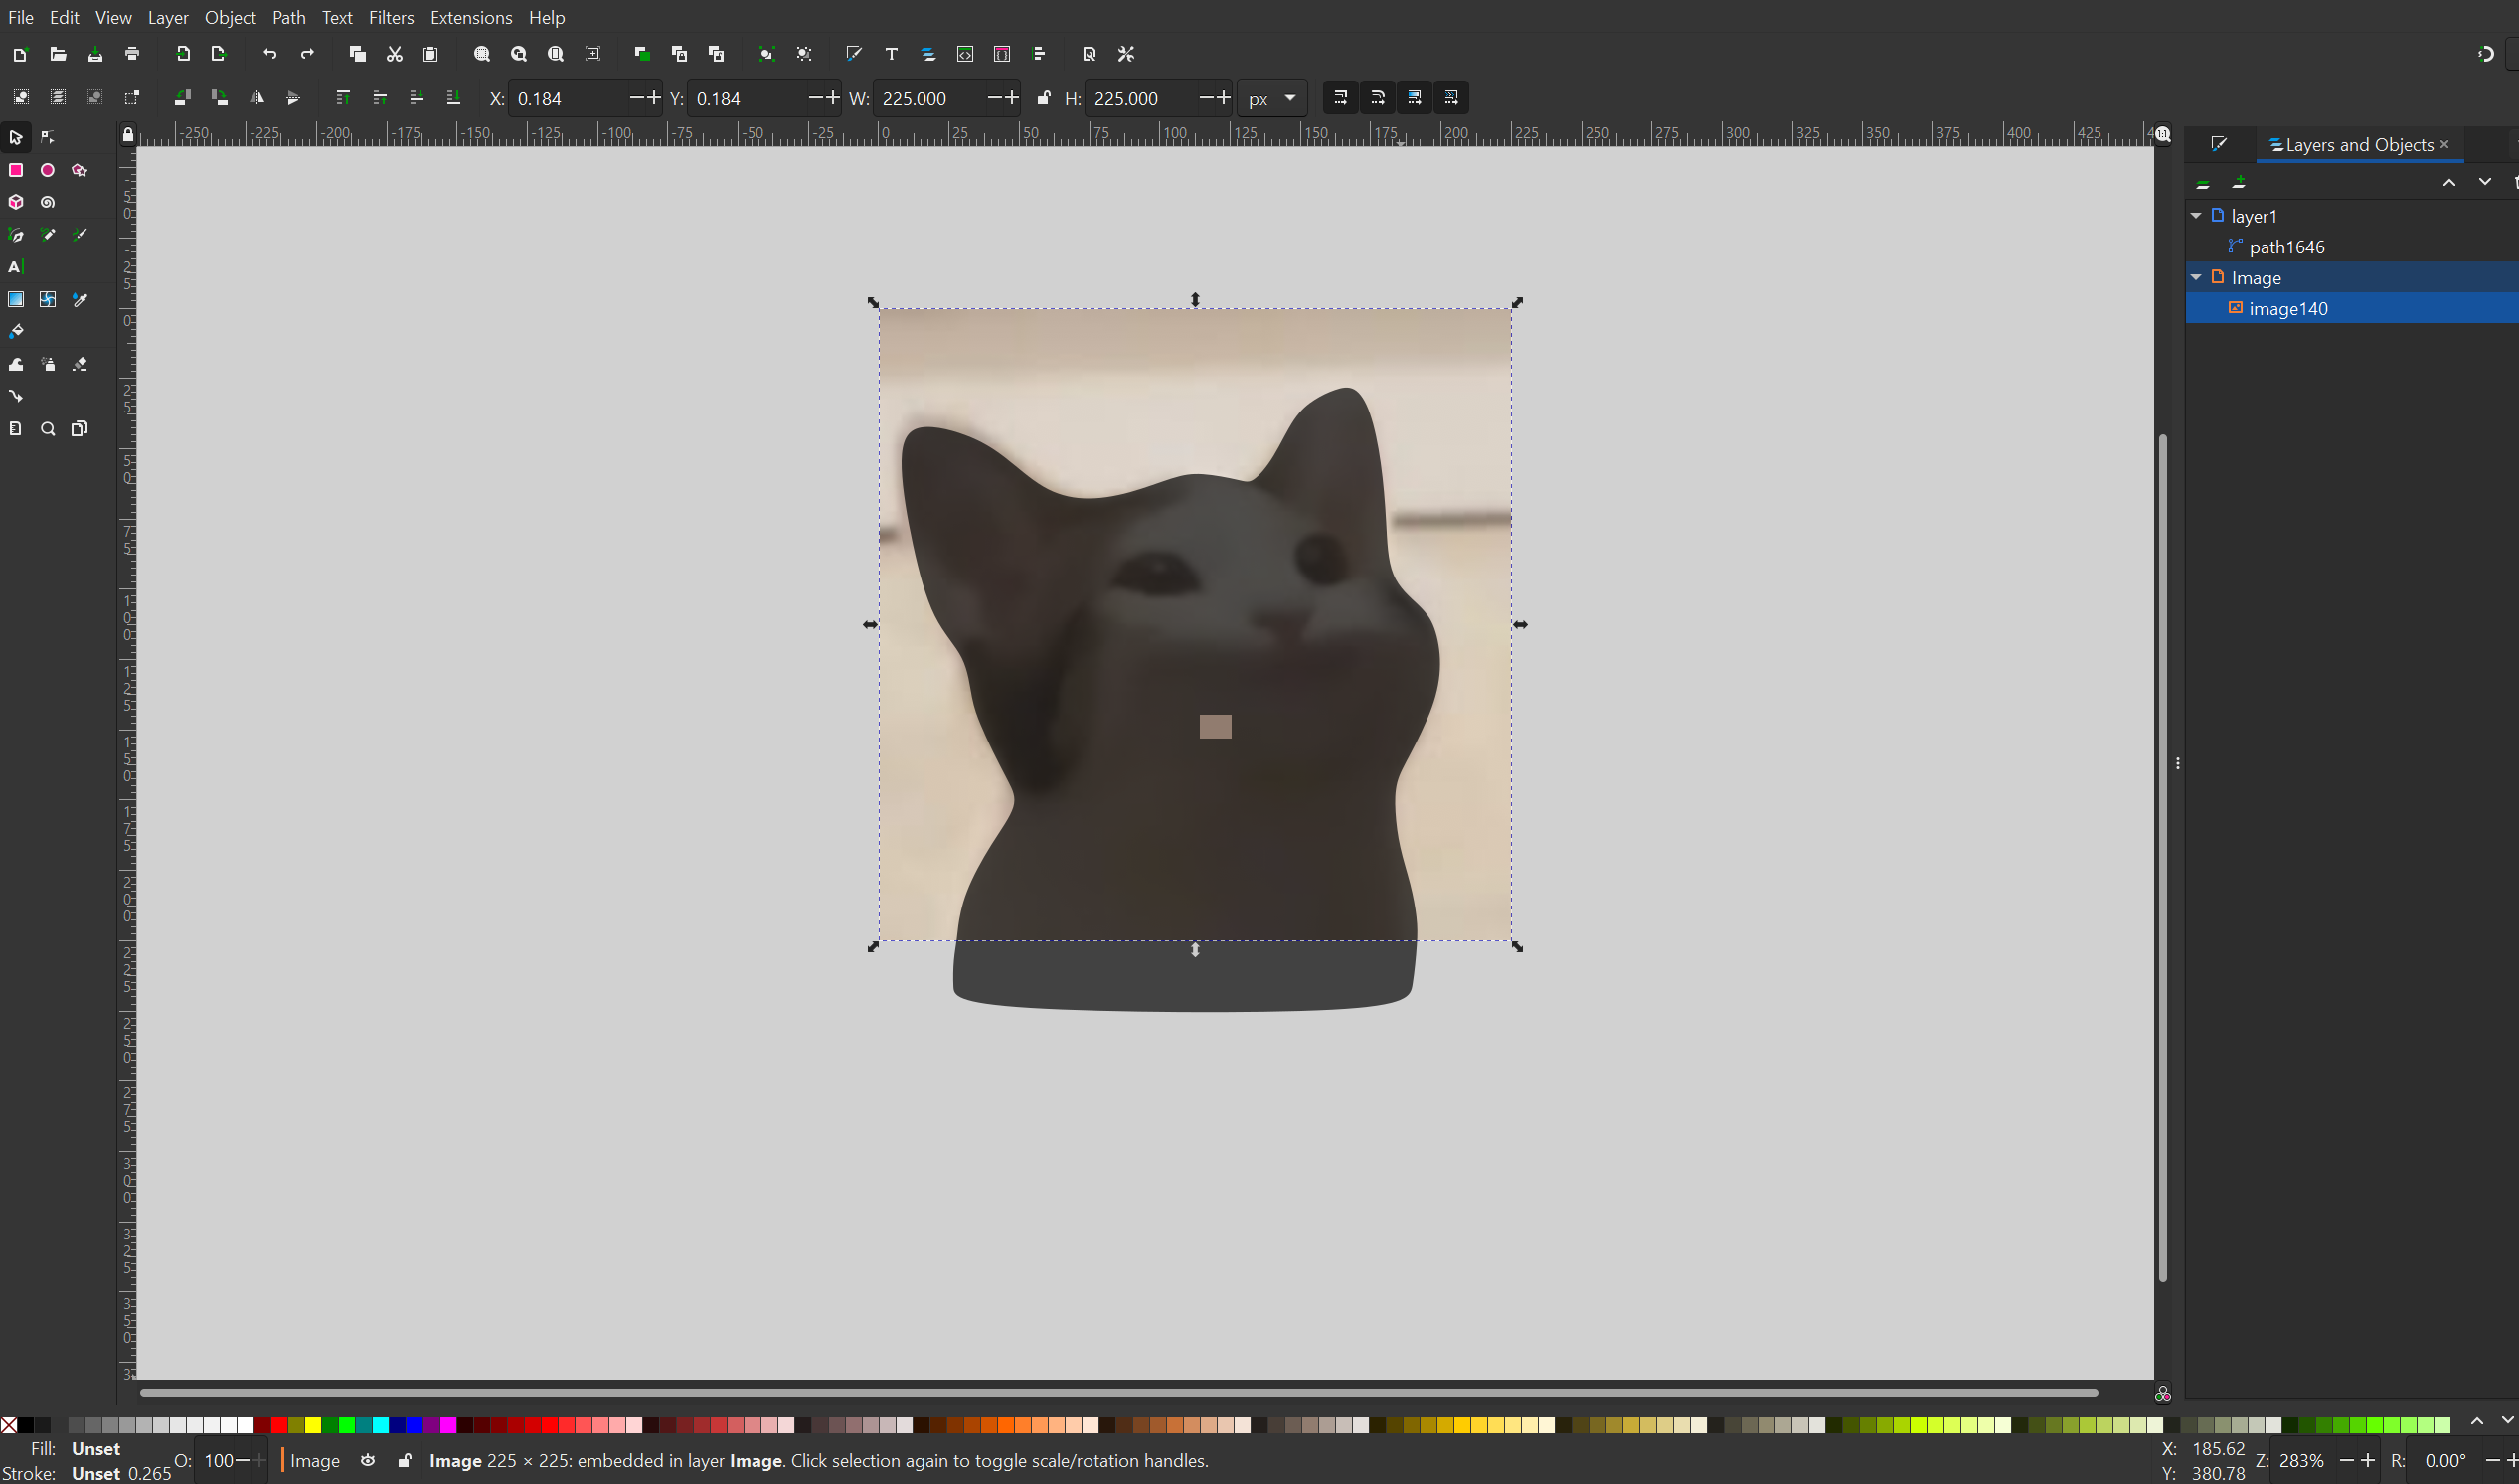 File Edit View Layer Object Path Text Filters Extensions Help
X: 0.184 Y: 0.184 W: 225.000 H: 225.000 px
-250 -225 -200 -175 -150 -125 -100 -75 -50 -25 0 25 50 75 100 125 150 175 200 225 250 275 300 325 350 375 400 425
Layers and Objects
layer1
path1646
Image
image140
Fill: Unset
Stroke: Unset 0.265
O: 100
Image
Image 225 × 225: embedded in layer Image. Click selection again to toggle scale/rotation handles.
X: 185.62
Y: 380.78
Z: 283%
R: 0.00°